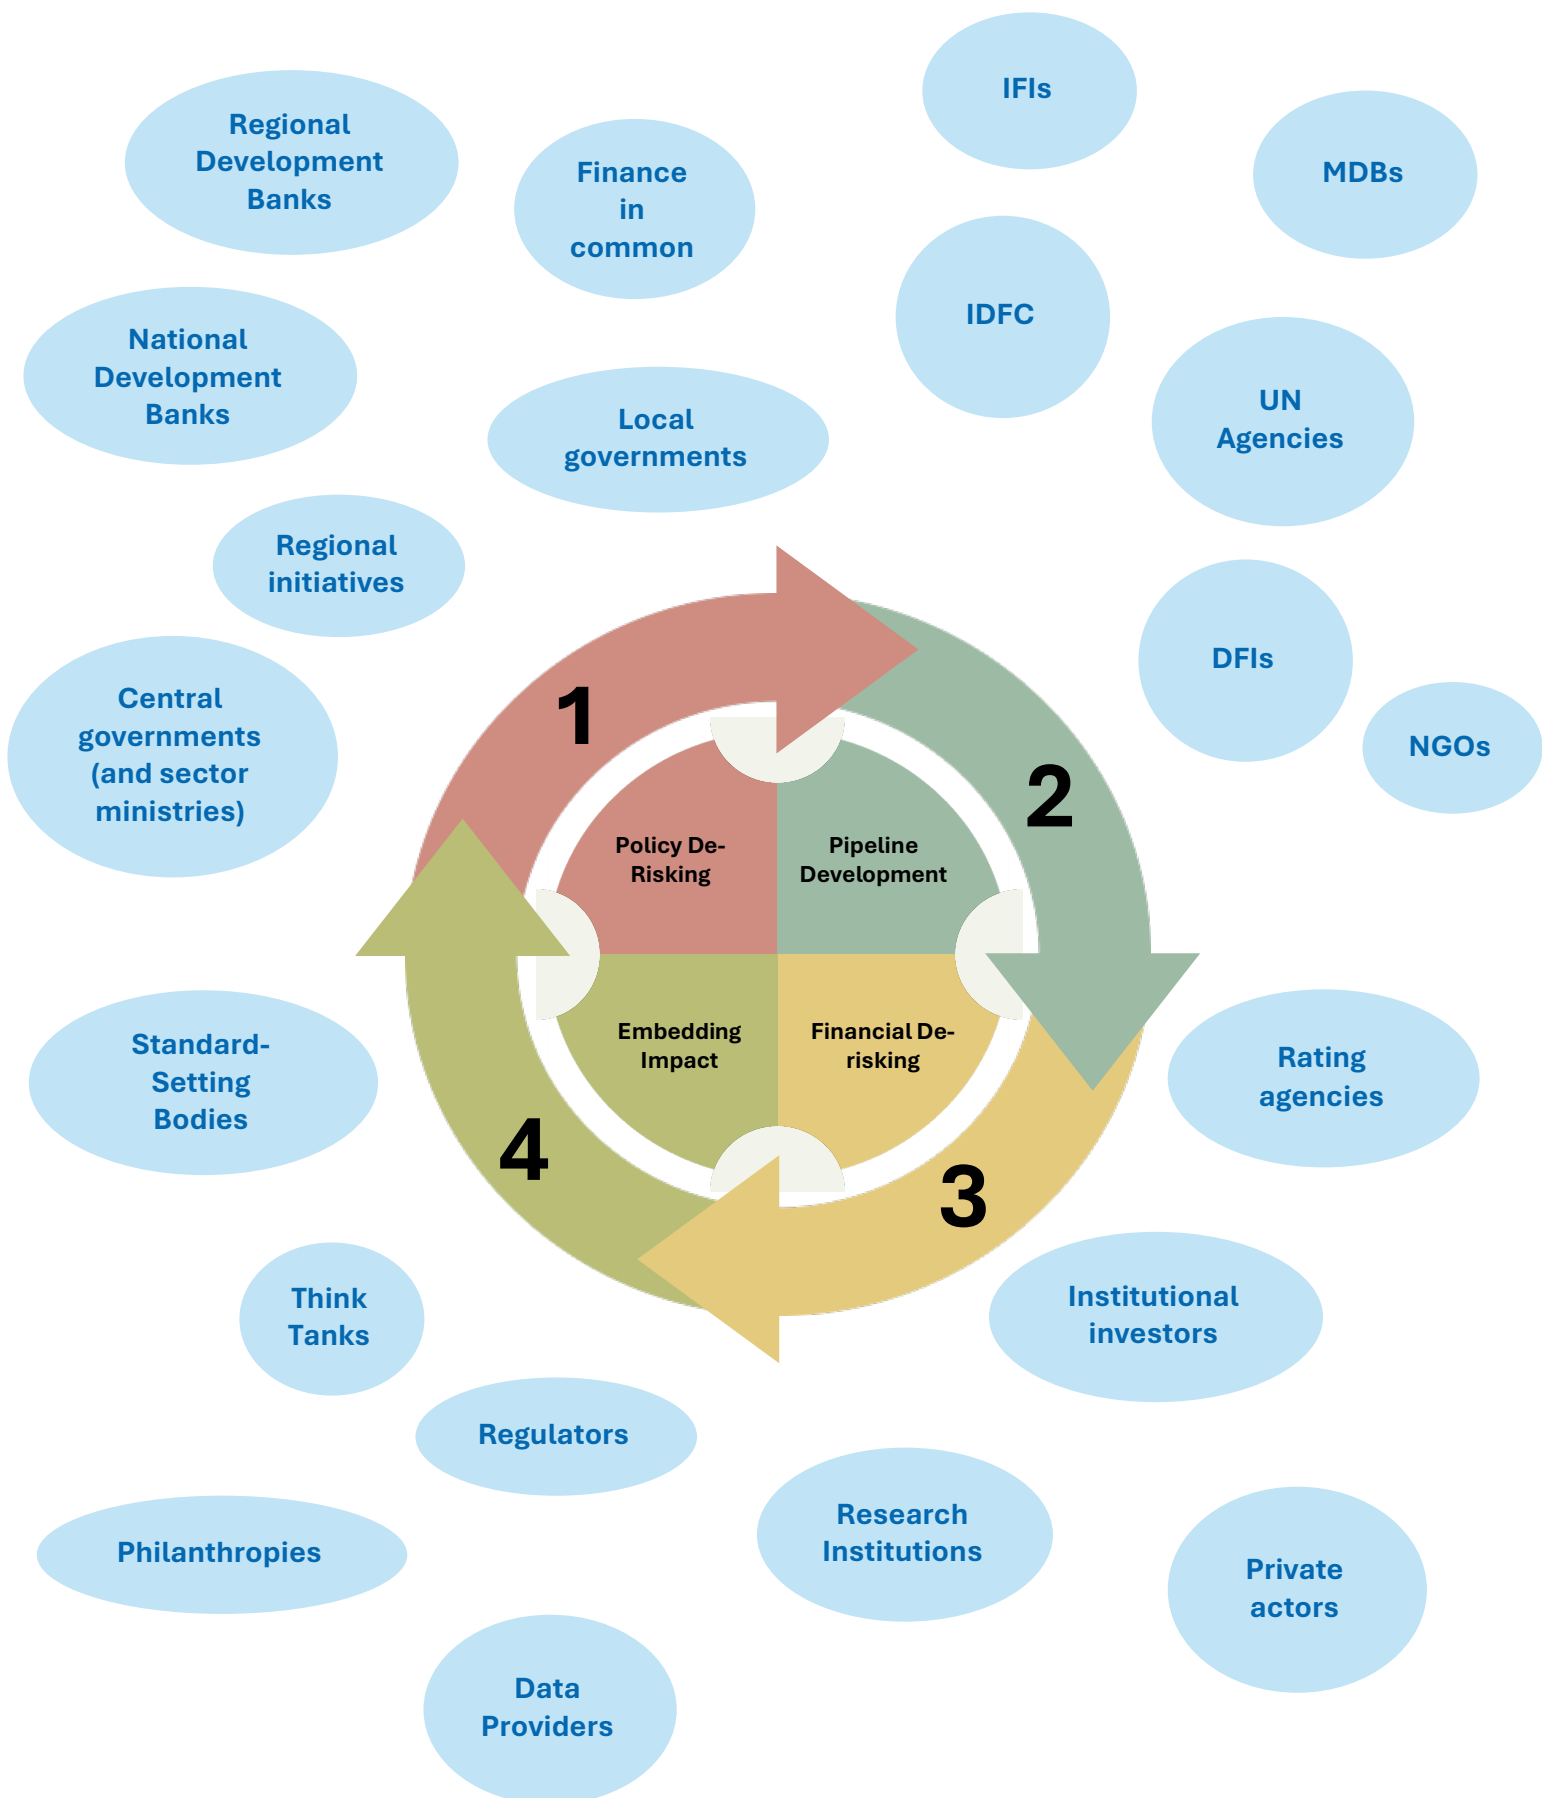 IFIs
Regional
Development
Banks
Finance
in
common
MDBs
IDFC
National
Development
Banks
Local
governments
UN
Agencies
Regional
initiatives
DFIs
Central
governments
(and sector
ministries)
NGOs
1
2
Policy De-
Risking
Pipeline
Development
Embedding
Impact
Financial De-
risking
4
3
Standard-
Setting
Bodies
Rating
agencies
Think
Tanks
Institutional
investors
Regulators
Philanthropies
Research
Institutions
Private
actors
Data
Providers